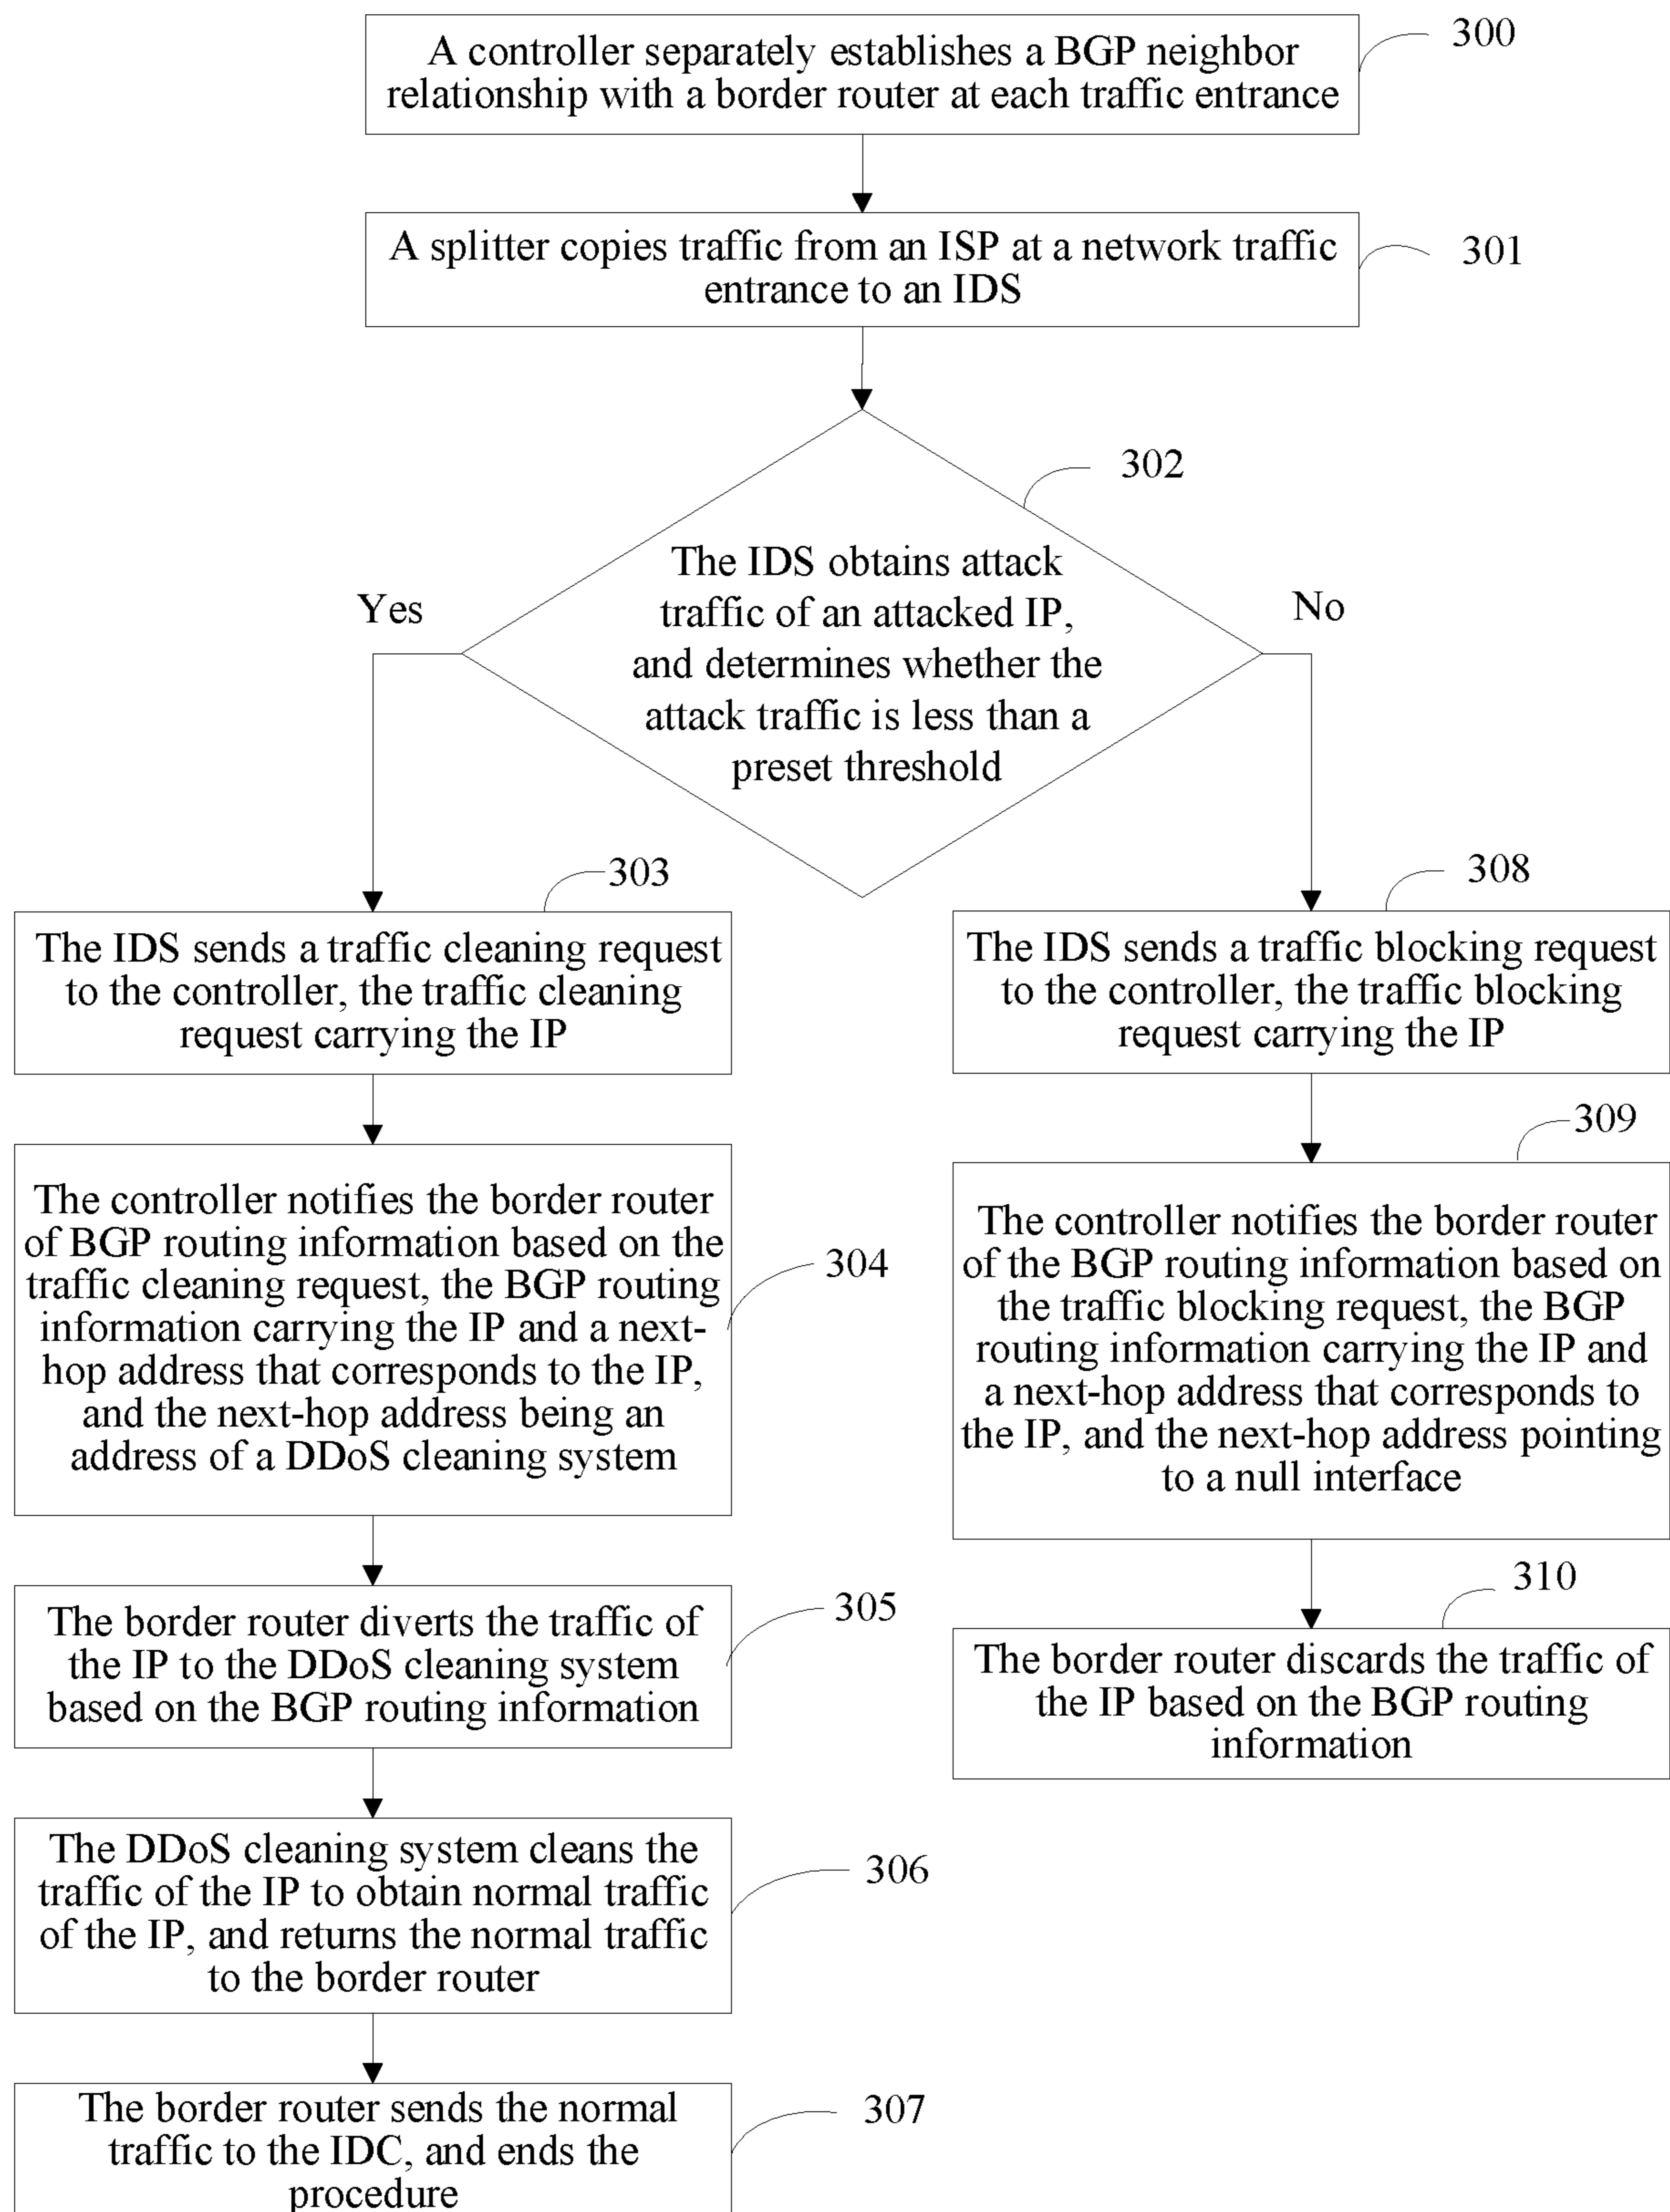 A controller separately establishes a BGP neighbor
relationship with a border router at each traffic entrance
300
A splitter copies traffic from an ISP at a network traffic
entrance to an IDS
301
302
The IDS obtains attack
traffic of an attacked IP,
and determines whether the
attack traffic is less than a
preset threshold
Yes
No
303
The IDS sends a traffic cleaning request
to the controller, the traffic cleaning
request carrying the IP
308
The IDS sends a traffic blocking request
to the controller, the traffic blocking
request carrying the IP
The controller notifies the border router
of BGP routing information based on the
traffic cleaning request, the BGP routing
information carrying the IP and a next-
hop address that corresponds to the IP,
and the next-hop address being an
address of a DDoS cleaning system
304
309
The controller notifies the border router
of the BGP routing information based on
the traffic blocking request, the BGP
routing information carrying the IP and
a next-hop address that corresponds to
the IP, and the next-hop address pointing
to a null interface
The border router diverts the traffic of
the IP to the DDoS cleaning system
based on the BGP routing information
305
310
The border router discards the traffic of
the IP based on the BGP routing
information
The DDoS cleaning system cleans the
traffic of the IP to obtain normal traffic
of the IP, and returns the normal traffic
to the border router
306
The border router sends the normal
traffic to the IDC, and ends the
procedure
307